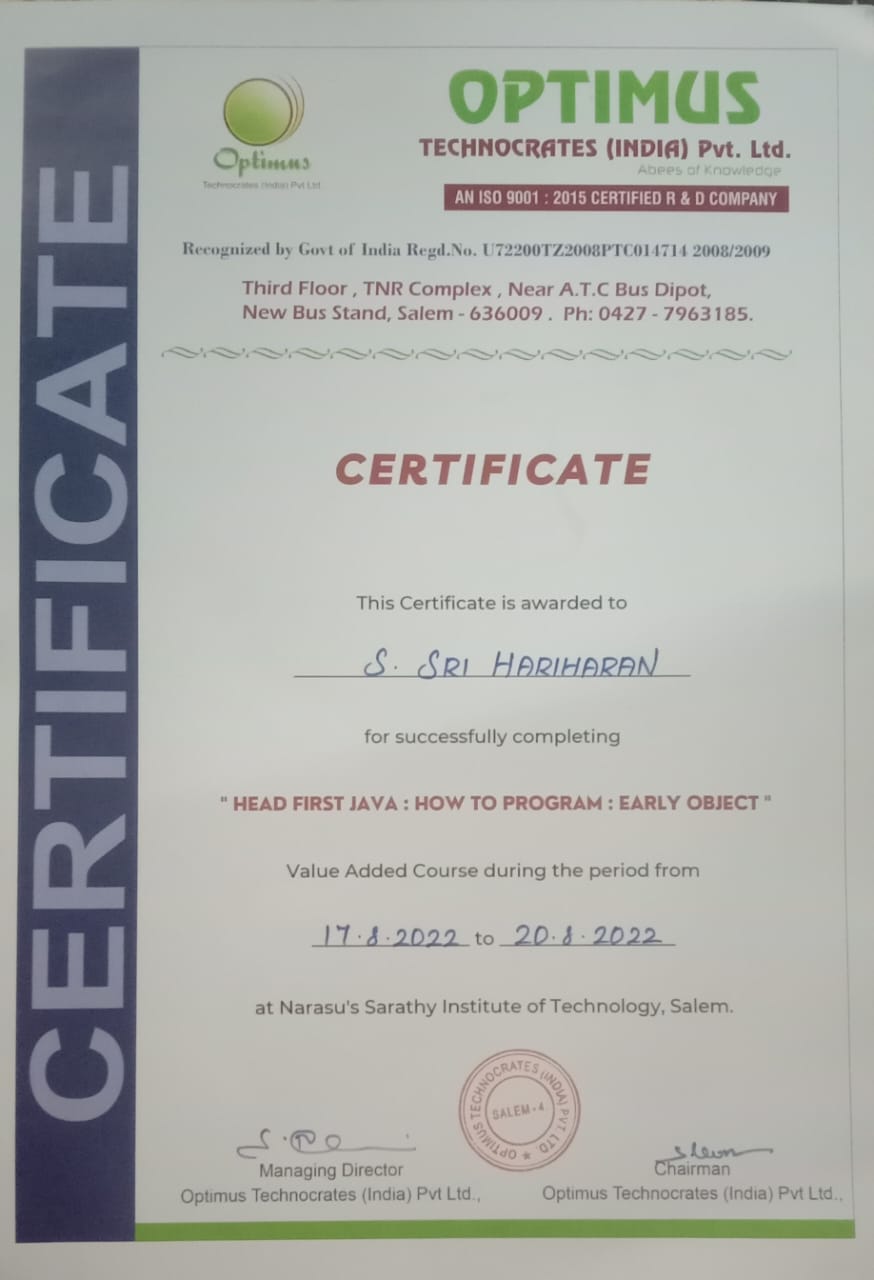 CERTIFICATE
Optimus
Technocrates (India) Pvt Ltd
OPTIMUS
TECHNOCRATES (INDIA) Pvt. Ltd.
Abees of Knowledge
AN ISO 9001 : 2015 CERTIFIED R & D COMPANY
Recognized by Govt of India Regd.No. U72200TZ2008PTC014714 2008/2009
Third Floor , TNR Complex , Near A.T.C Bus Dipot,
New Bus Stand, Salem - 636009 . Ph: 0427 - 7963185.
CERTIFICATE
This Certificate is awarded to
S. SRI HARIHARAN
for successfully completing
" HEAD FIRST JAVA : HOW TO PROGRAM : EARLY OBJECT "
Value Added Course during the period from
17.8.2022 to 20.8.2022
at Narasu's Sarathy Institute of Technology, Salem.
OPTIMUS TECHNOCRATES (INDIA) PVT. LTD.
SALEM-4
Managing Director
Optimus Technocrates (India) Pvt Ltd.,
Chairman
Optimus Technocrates (India) Pvt Ltd.,